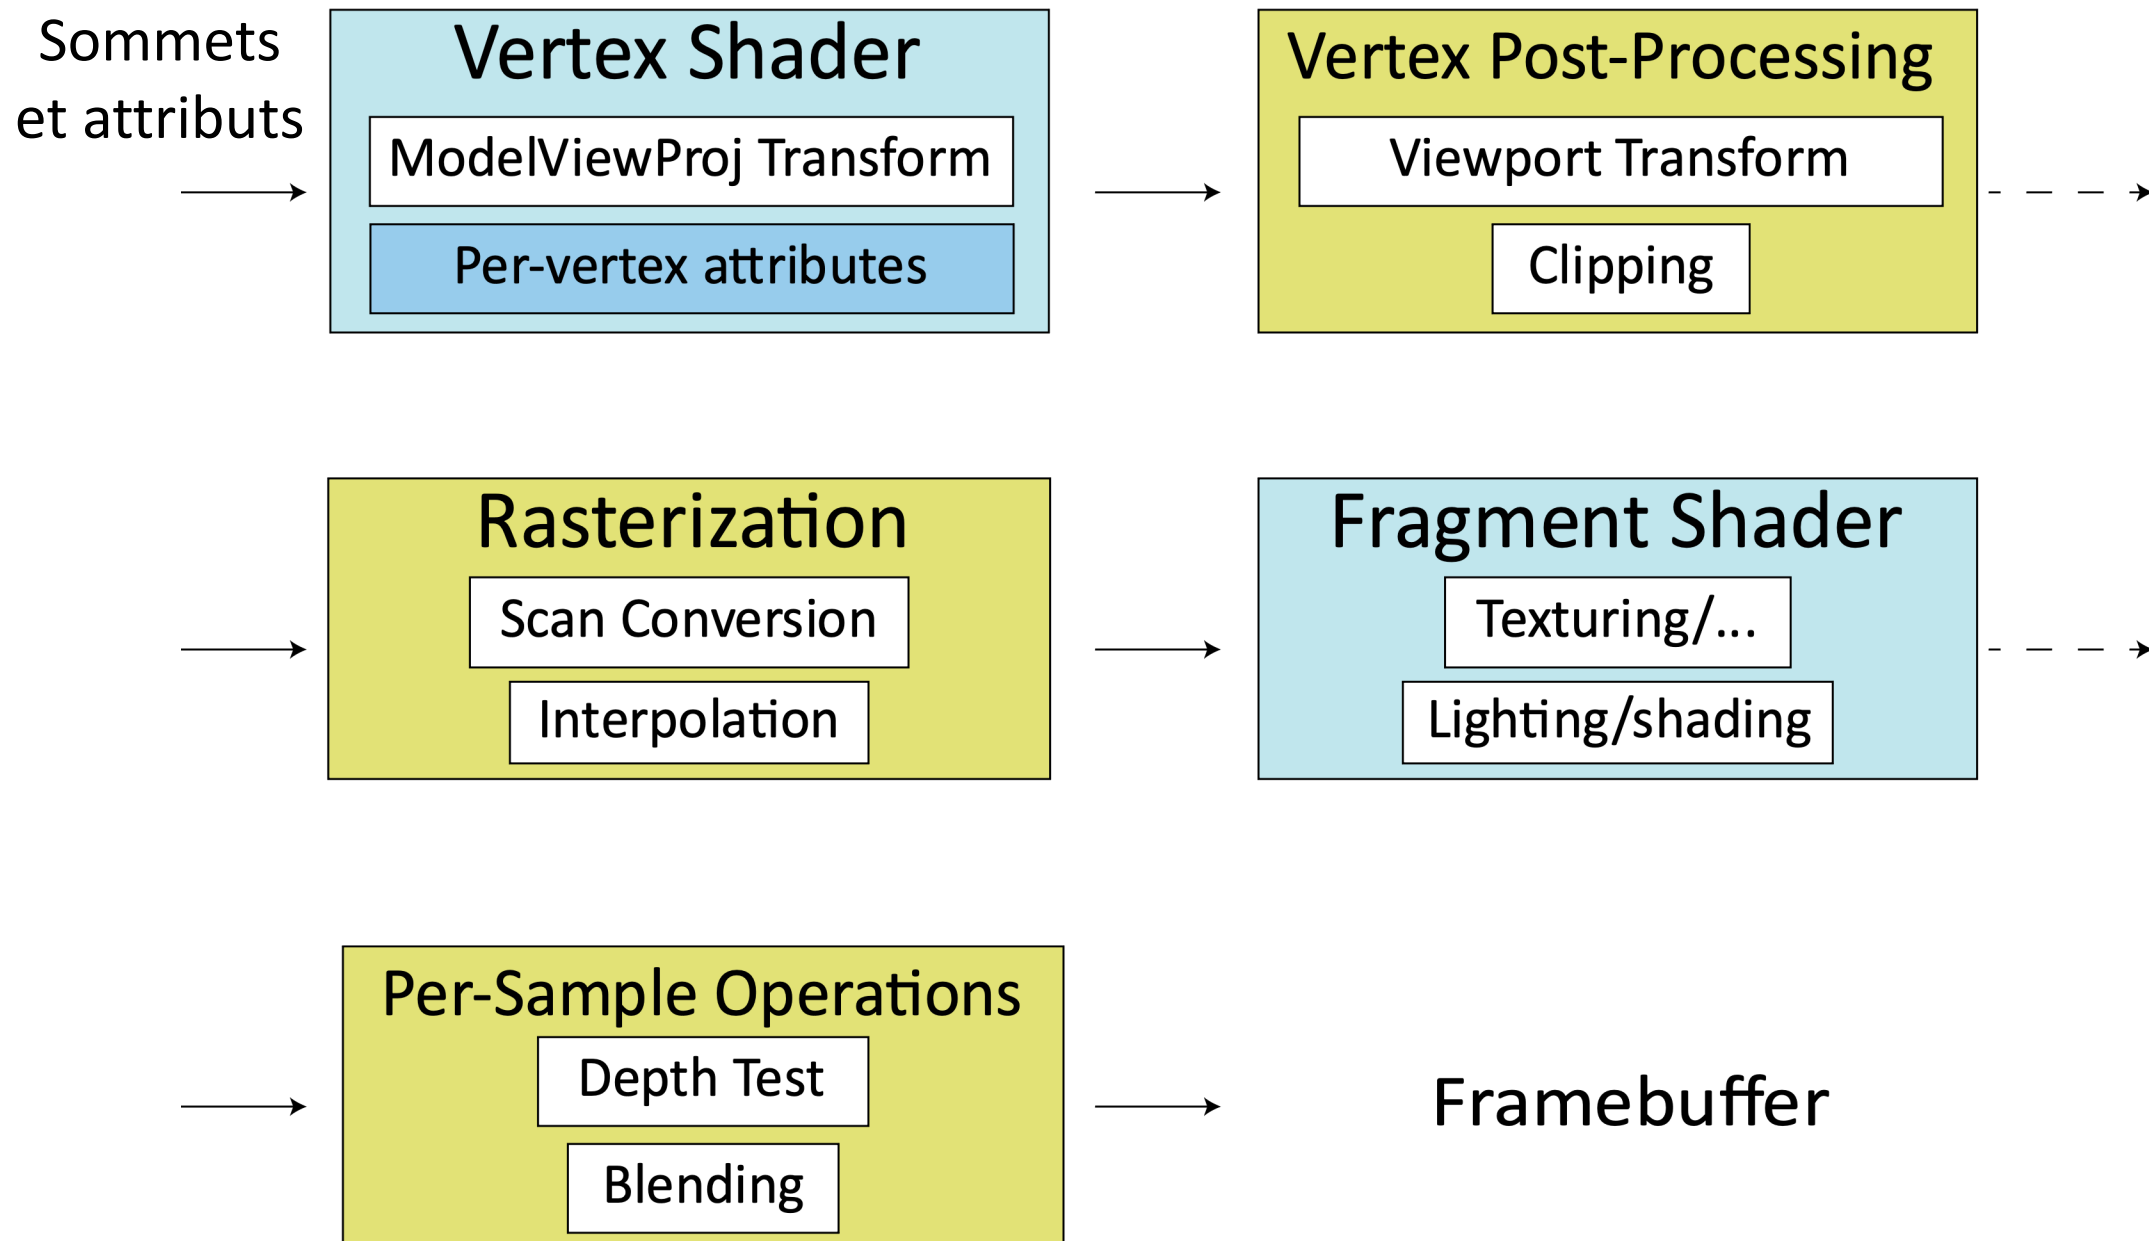 Sommets
et attributs
Vertex Shader
ModelViewProj Transform
Per-vertex attributes
Vertex Post-Processing
Viewport Transform
Clipping
Rasterization
Scan Conversion
Interpolation
Fragment Shader
Texturing/...
Lighting/shading
Per-Sample Operations
Depth Test
Blending
Framebuffer